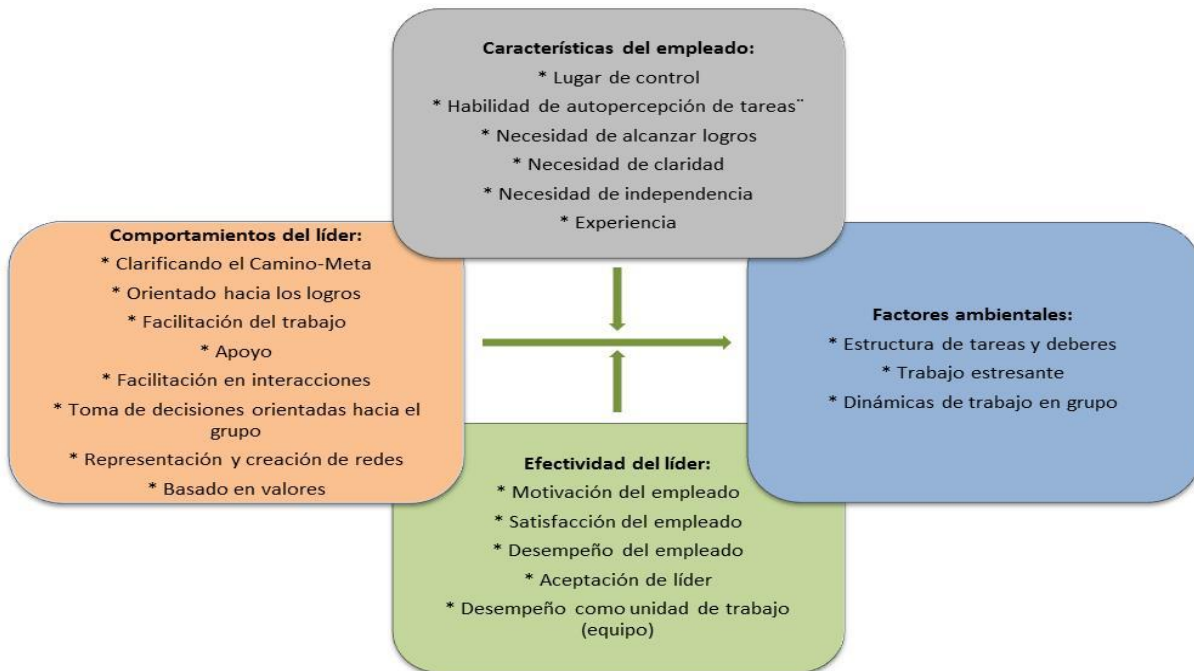 Características del empleado:
* Lugar de control
* Habilidad de autopercepción de tareas¨
* Necesidad de alcanzar logros
* Necesidad de claridad
* Necesidad de independencia
* Experiencia
Comportamientos del líder:
* Clarificando el Camino-Meta
* Orientado hacia los logros
* Facilitación del trabajo
* Apoyo
* Facilitación en interacciones
* Toma de decisiones orientadas hacia el
grupo
* Representación y creación de redes
* Basado en valores
Factores ambientales:
* Estructura de tareas y deberes
* Trabajo estresante
* Dinámicas de trabajo en grupo
Efectividad del líder:
* Motivación del empleado
* Satisfacción del empleado
* Desempeño del empleado
* Aceptación de líder
* Desempeño como unidad de trabajo
(equipo)